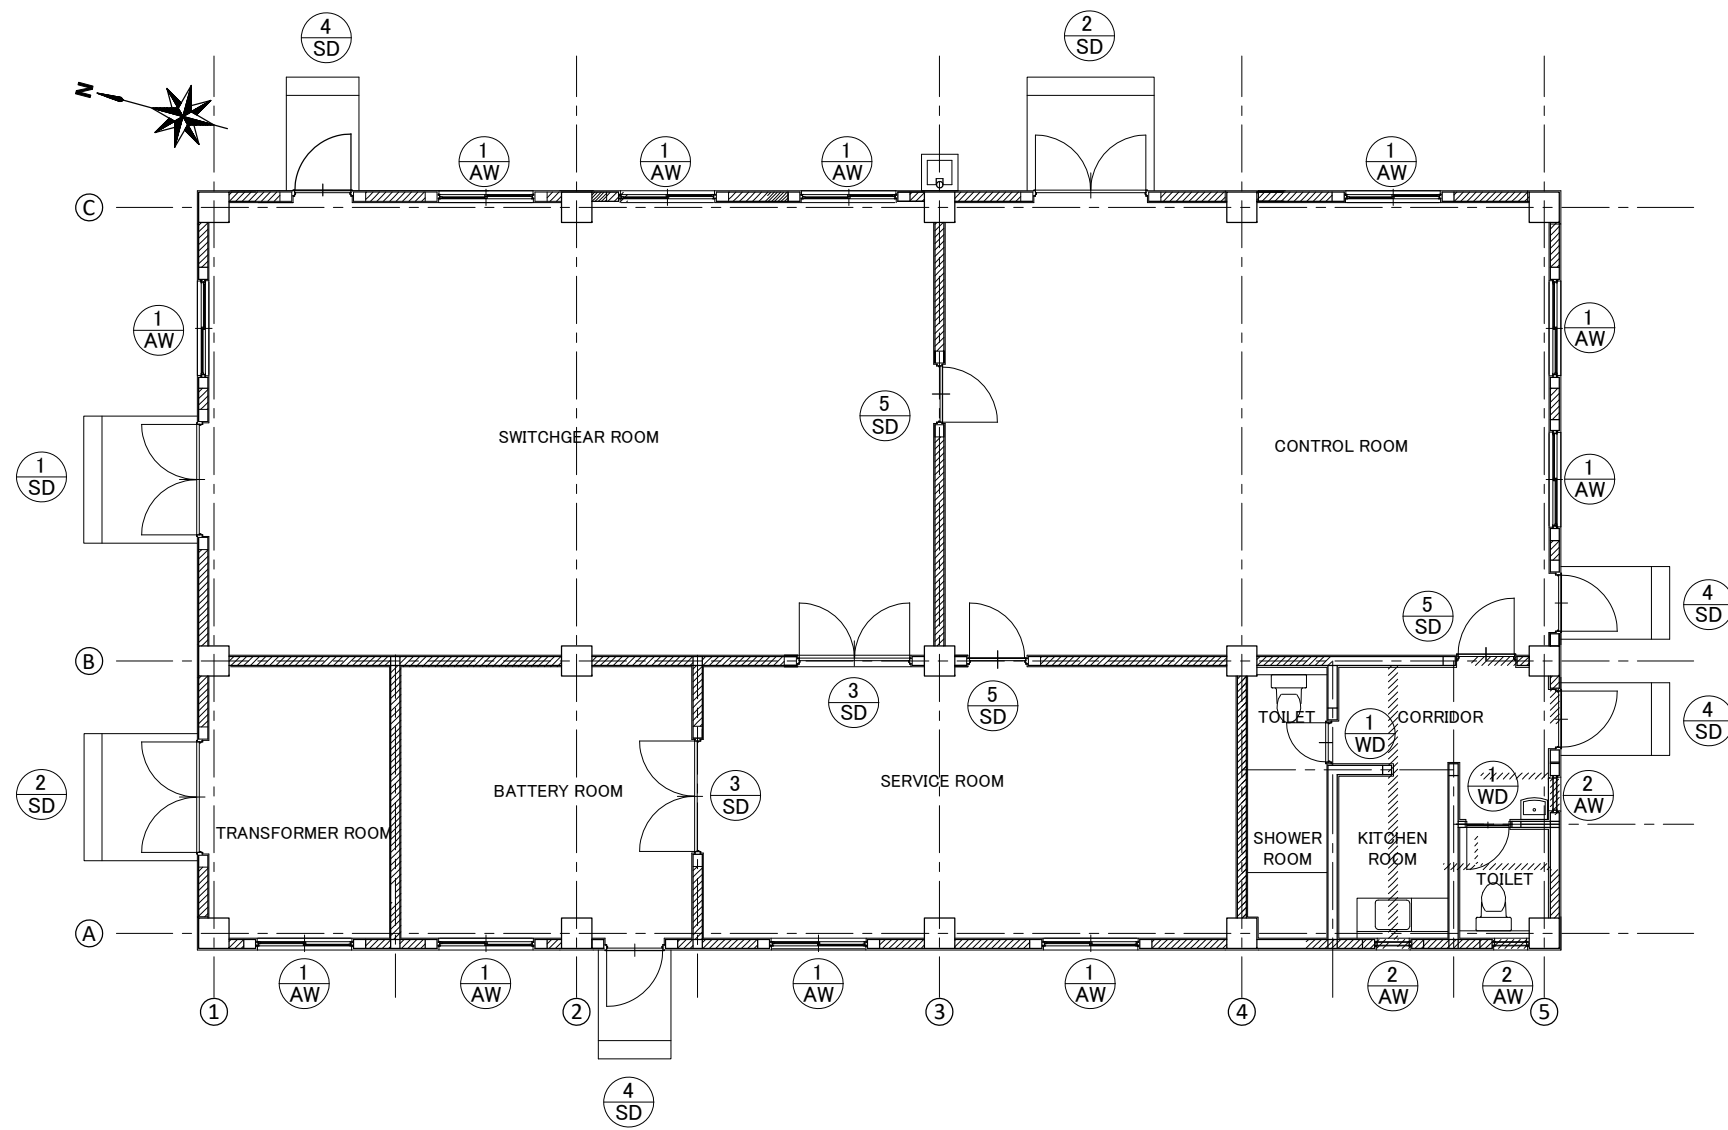 4
SD
2
SD
N
1
AW
1
AW
1
AW
1
AW
C
1
AW
1
AW
5
SD
SWITCHGEAR ROOM
CONTROL ROOM
1
SD
1
AW
4
SD
5
SD
B
3
SD
5
SD
TOILET
1
WD
CORRIDOR
4
SD
2
SD
BATTERY ROOM
3
SD
SERVICE ROOM
1
WD
2
AW
TRANSFORMER ROOM
SHOWER
ROOM
KITCHEN
ROOM
TOILET
A
1
AW
1
AW
1
AW
1
AW
2
AW
2
AW
1
2
3
4
5
4
SD